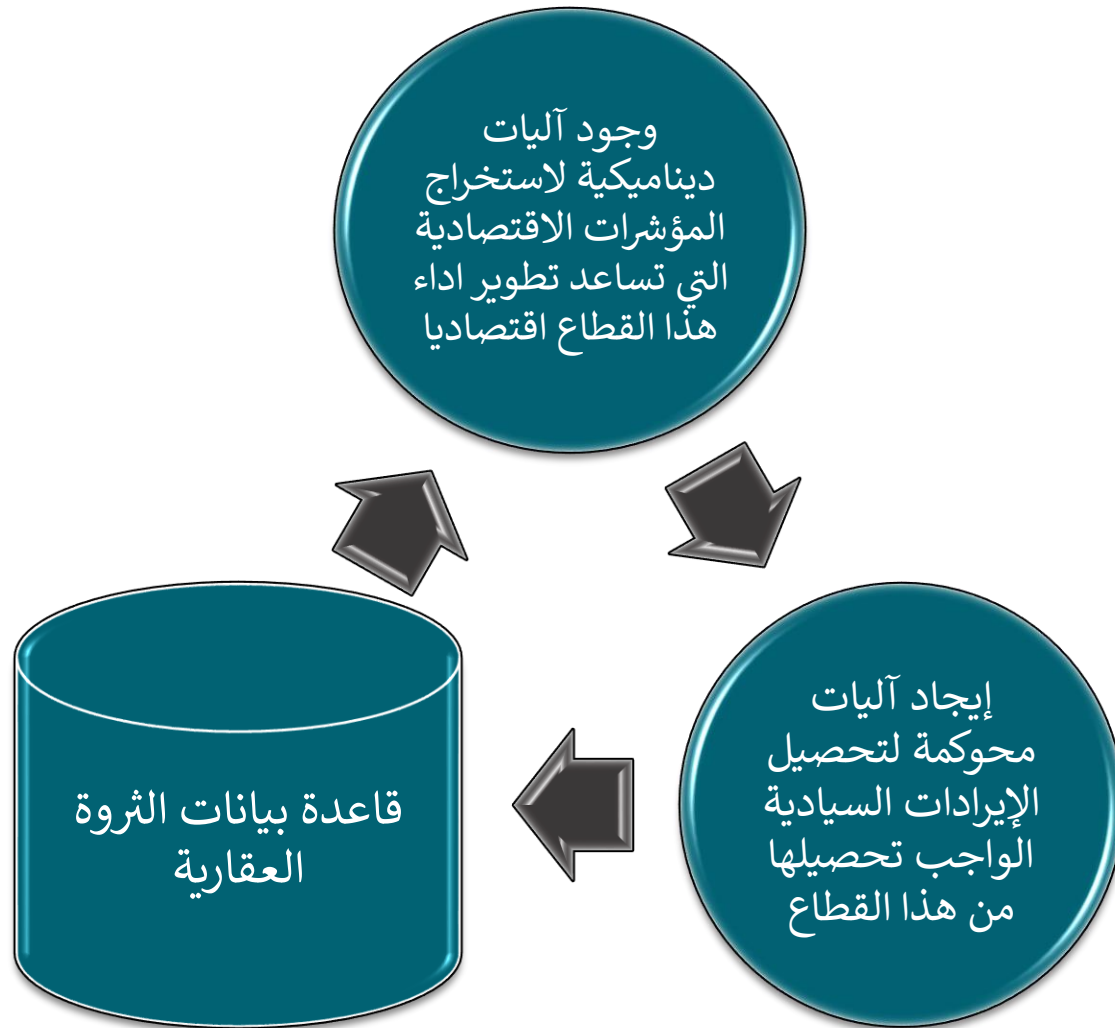 وجود آليات
ديناميكية لاستخراج
المؤشرات الاقتصادية
التي تساعد تطوير اداء
هذا القطاع اقتصاديا
إيجاد آليات
محوكمة لتحصيل
الإيرادات السيادية
الواجب تحصيلها
من هذا القطاع
قاعدة بيانات الثروة
العقارية